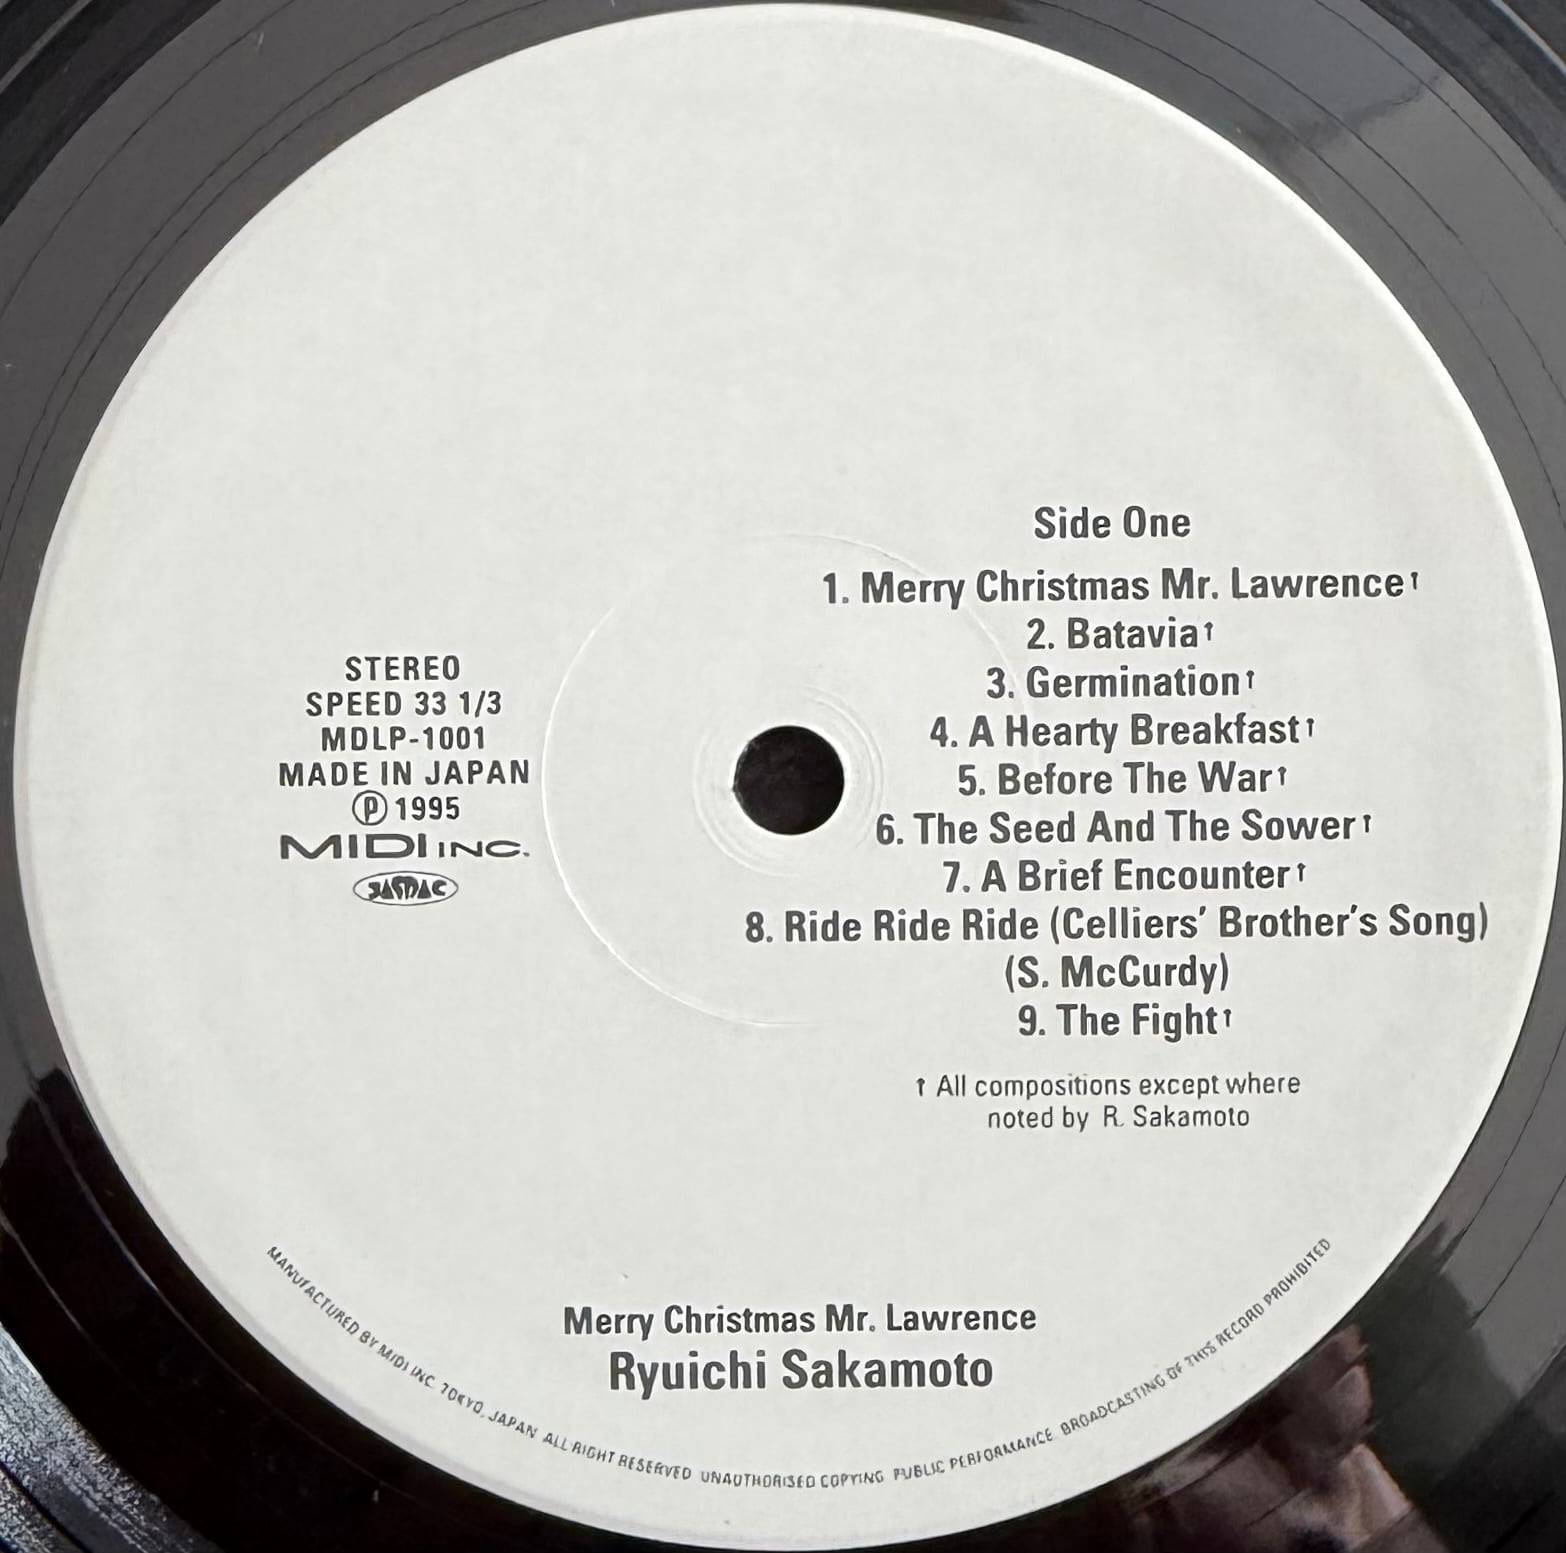 Side One
1. Merry Christmas Mr. Lawrence†
2. Batavia†
3. Germination†
4. A Hearty Breakfast†
5. Before The War†
6. The Seed And The Sower†
7. A Brief Encounter†
8. Ride Ride Ride (Celliers’ Brother’s Song)
(S. McCurdy)
9. The Fight†
† All compositions except where
noted by R. Sakamoto
STEREO
SPEED 33 1/3
MDLP-1001
MADE IN JAPAN
Ⓟ 1995
MIDI INC.
JASRAC
Merry Christmas Mr. Lawrence
Ryuichi Sakamoto
MANUFACTURED BY MIDI INC. TOKYO, JAPAN ALL RIGHT RESERVED UNAUTHORISED COPYING PUBLIC PERFORMANCE BROADCASTING OF THIS RECORD PROHIBITED